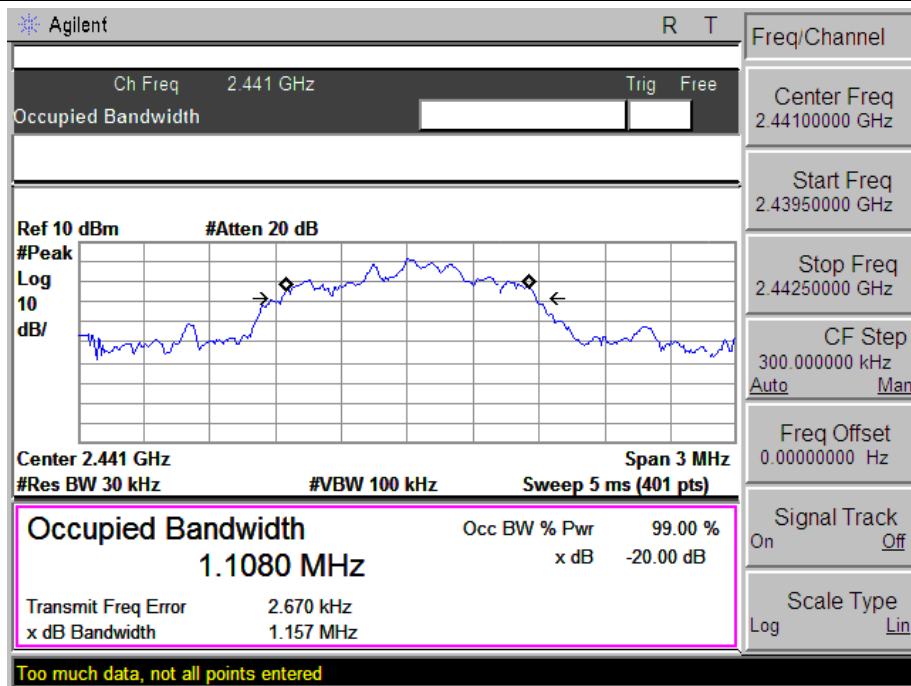 Agilent R T
Freq/Channel
Ch Freq 2.441 GHz Trig Free
Occupied Bandwidth
Center Freq
2.44100000 GHz
Start Freq
2.43950000 GHz
Stop Freq
2.44250000 GHz
CF Step
300.000000 kHz
Auto Man
Freq Offset
0.00000000 Hz
Signal Track
On Off
Scale Type
Log Lin
Ref 10 dBm #Atten 20 dB
#Peak
Log
10
dB/
Center 2.441 GHz Span 3 MHz
#Res BW 30 kHz #VBW 100 kHz Sweep 5 ms (401 pts)
Occupied Bandwidth Occ BW % Pwr 99.00 %
1.1080 MHz x dB -20.00 dB
Transmit Freq Error 2.670 kHz
x dB Bandwidth 1.157 MHz
Too much data, not all points entered